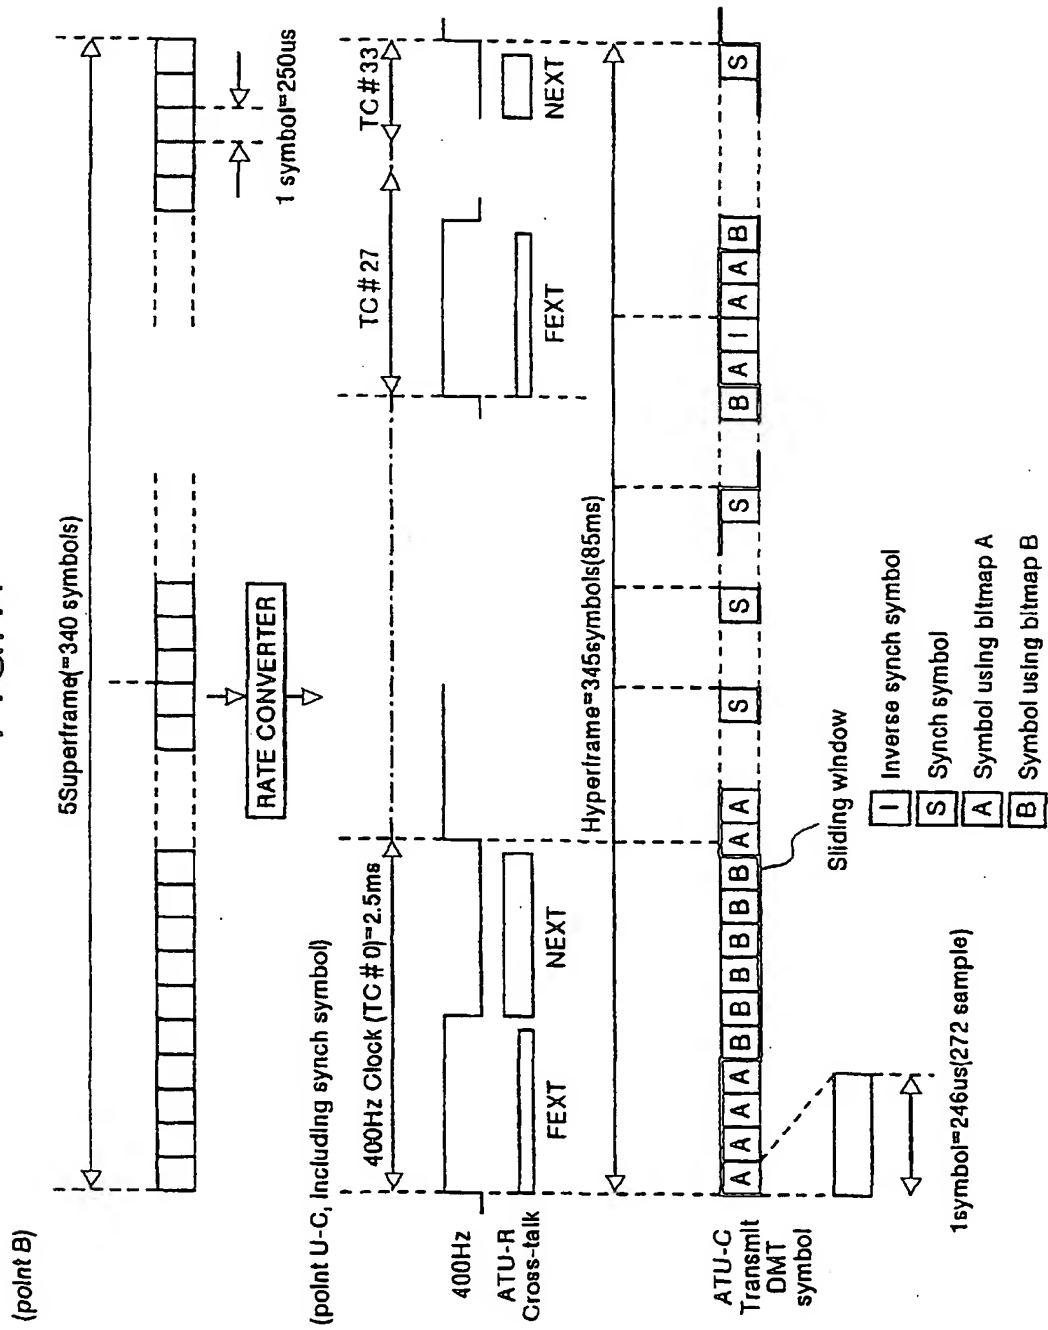 (point B)
5Superframe(=340 symbols)
1 symbol=250us
RATE CONVERTER
(point U-C, Including synch symbol)
400Hz Clock (TC#0)=2.5ms
TC#27
TC#33
400Hz
ATU-R
Cross-talk
FEXT
NEXT
FEXT
NEXT
Hyperframe=345symbols(85ms)
ATU-C
Transmit
DMT
symbol
A A A A B B B B B B A A S S S B A I A A B S
Sliding window
1symbol=246us(272 sample)
I Inverse synch symbol
S Synch symbol
A Symbol using bitmap A
B Symbol using bitmap B